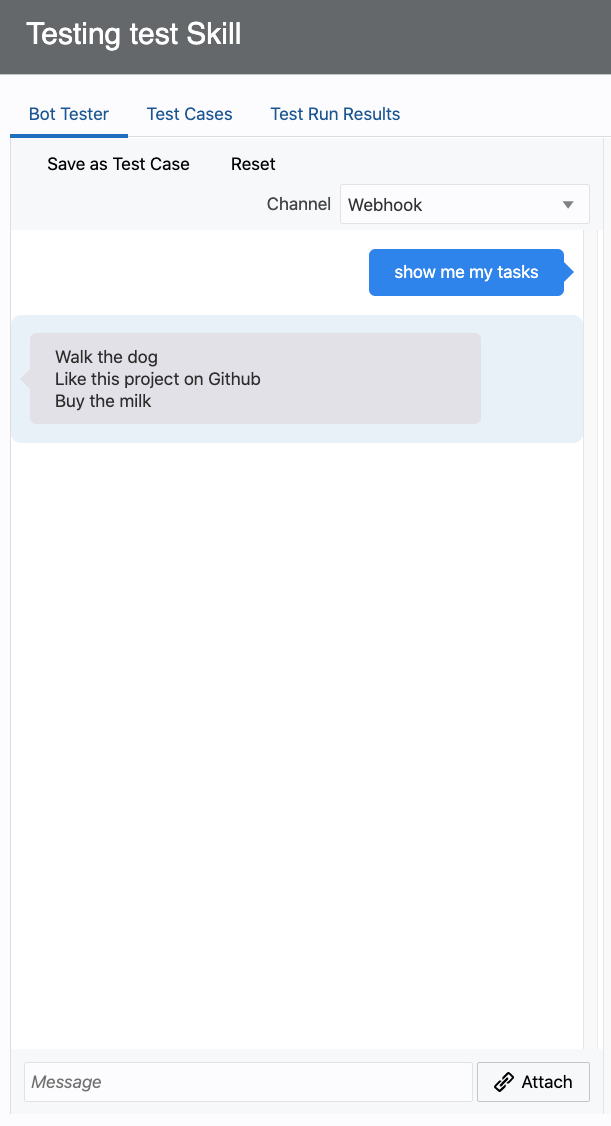 Testing test Skill
Bot Tester Test Cases Test Run Results
Save as Test Case Reset
Channel Webhook
show me my tasks
Walk the dog
Like this project on Github
Buy the milk
Message Attach